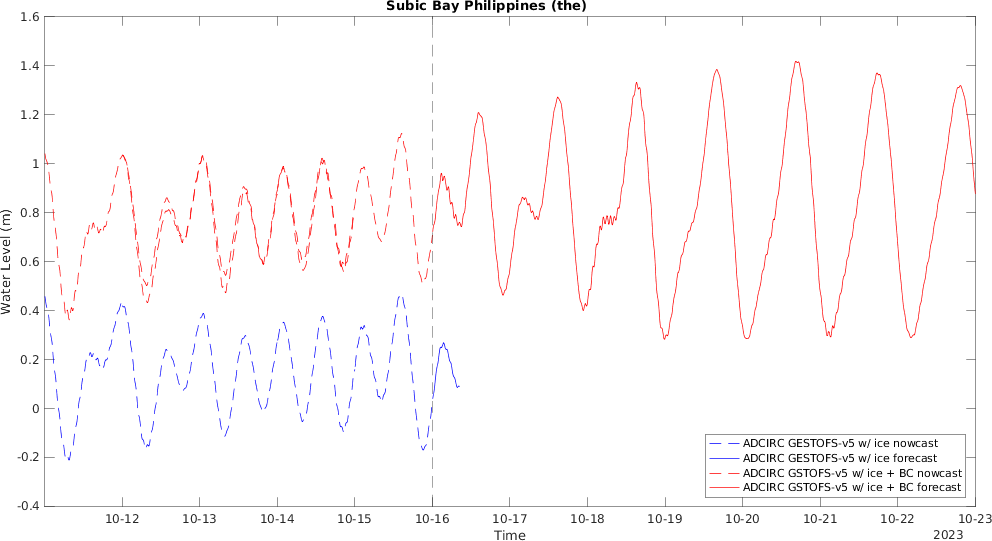 Subic Bay Philippines (the)
1.6
1.4
1.2
1
0.8
0.6
0.4
0.2
0
-0.2
-0.4
Water Level (m)
10-12 10-13 10-14 10-15 10-16 10-17 10-18 10-19 10-20 10-21 10-22 10-23
Time
2023
ADCIRC GESTOFS-v5 w/ ice nowcast
ADCIRC GESTOFS-v5 w/ ice forecast
ADCIRC GSTOFS-v5 w/ ice + BC nowcast
ADCIRC GSTOFS-v5 w/ ice + BC forecast